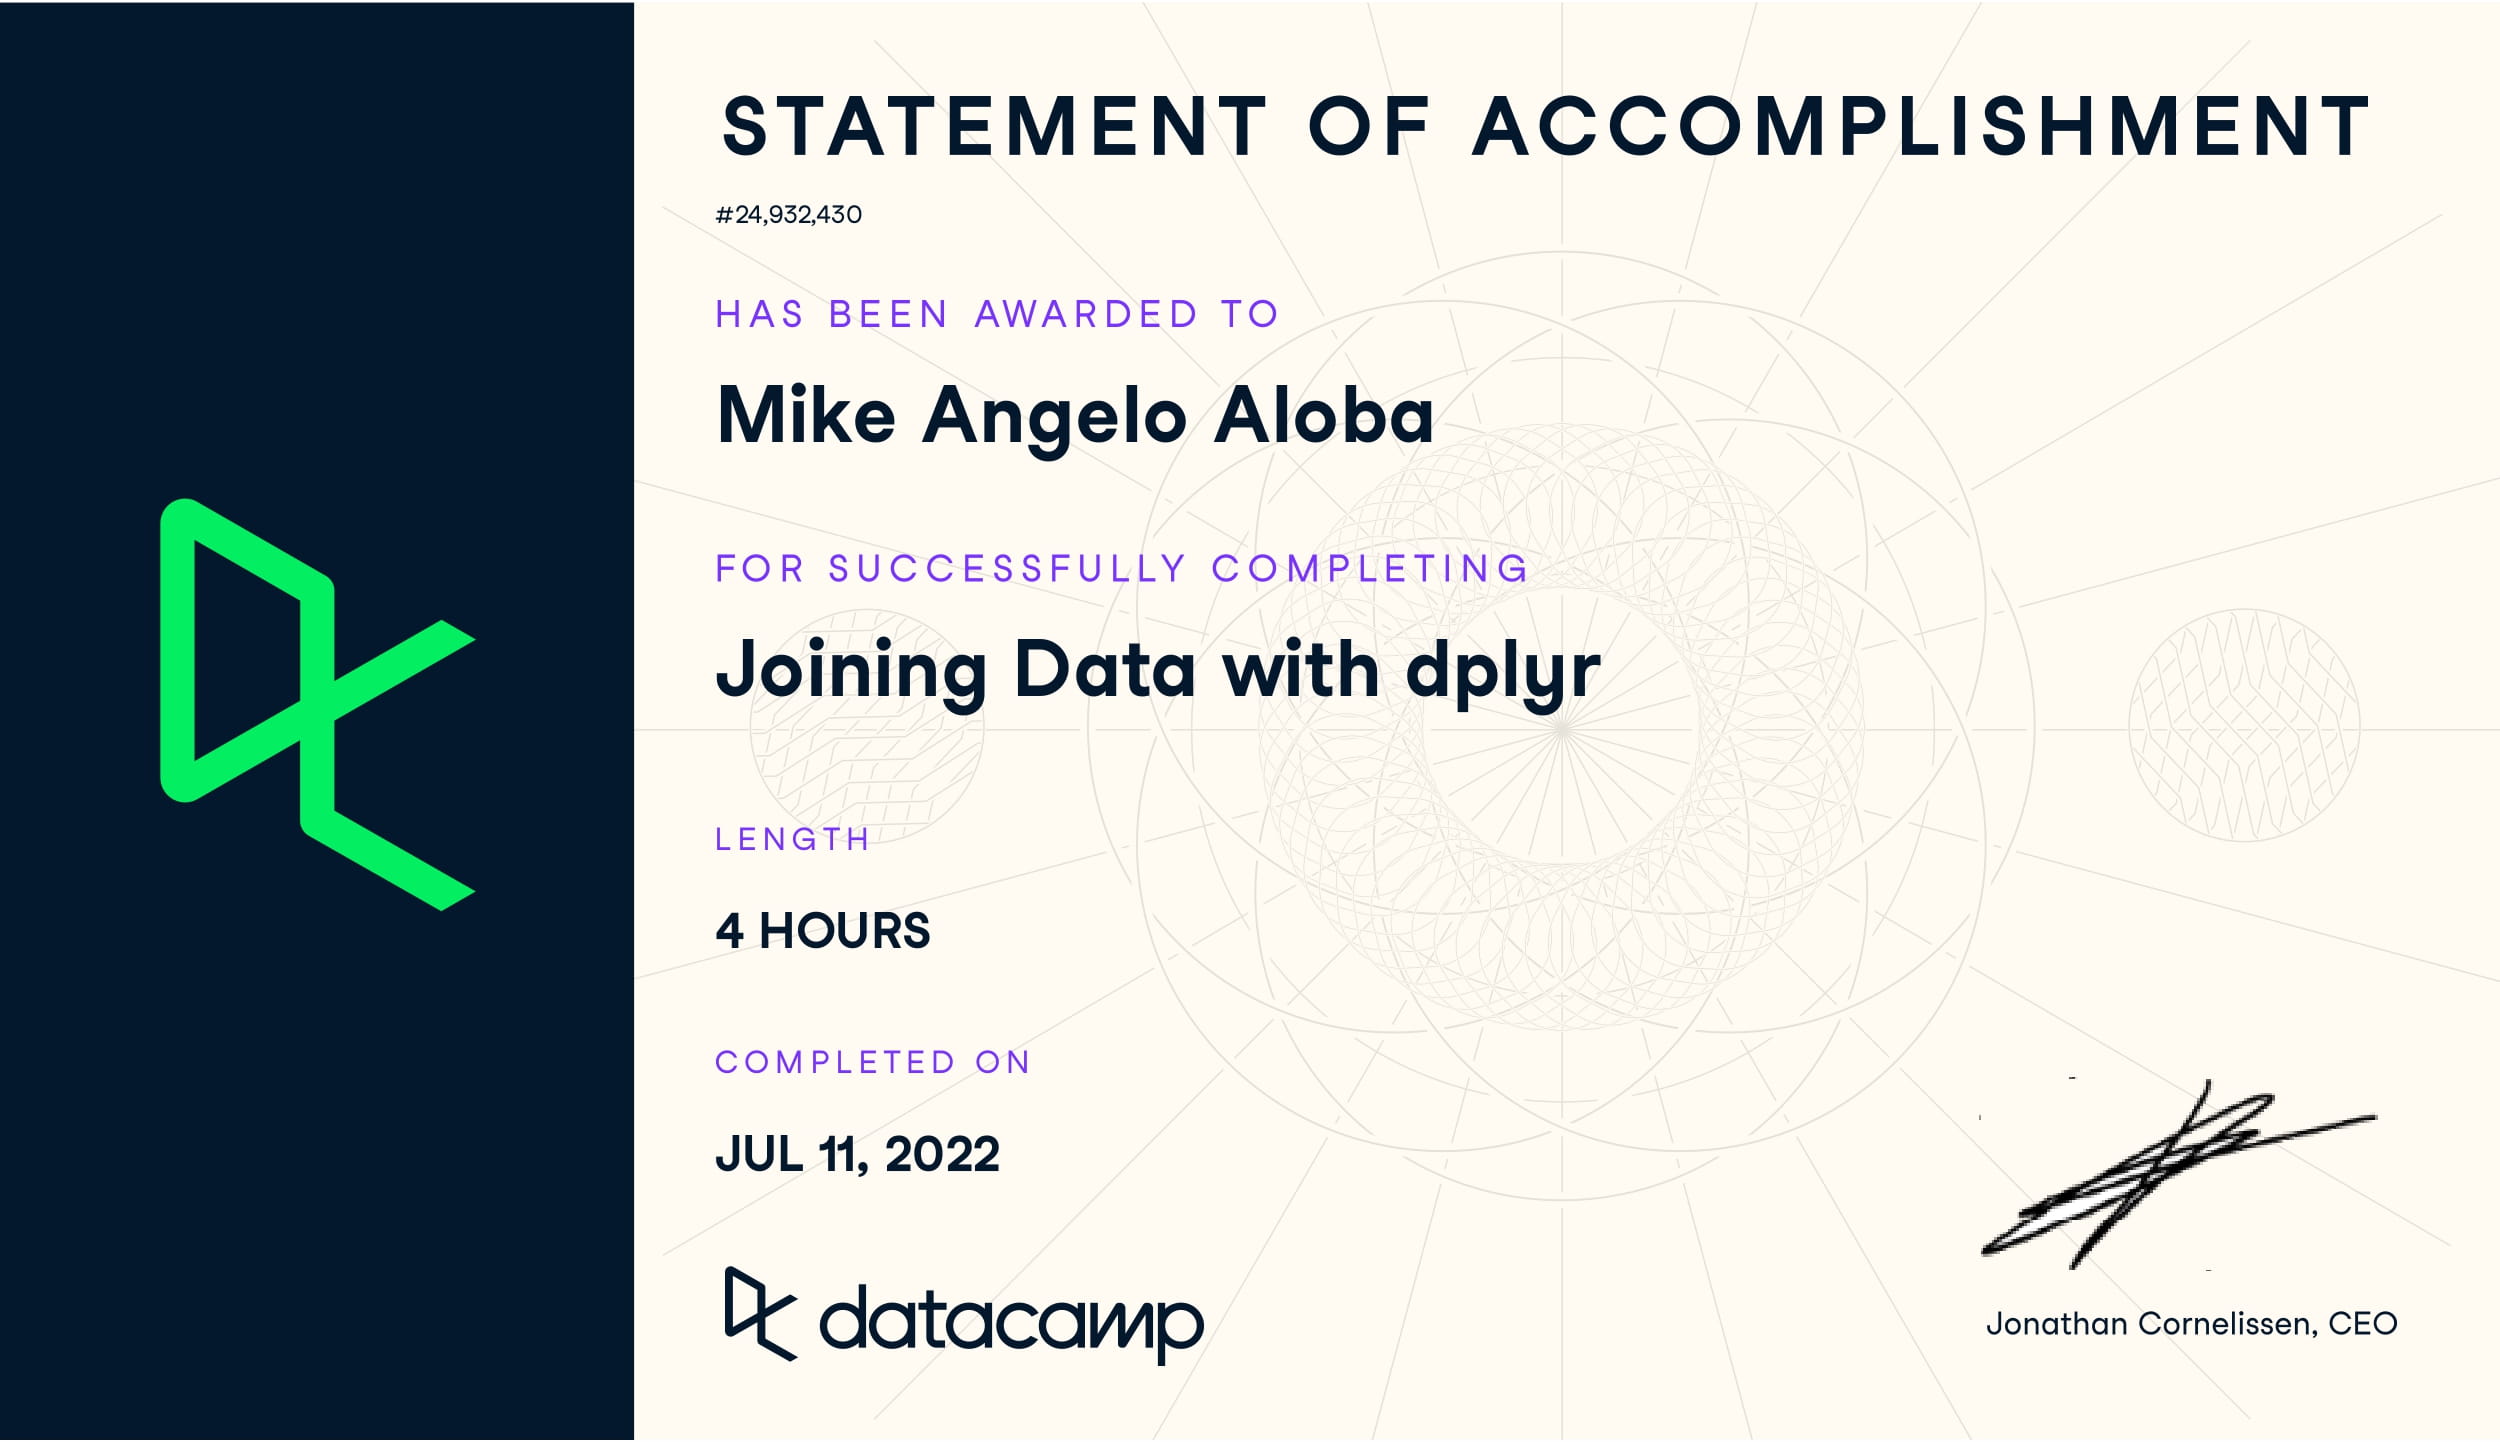 STATEMENT OF ACCOMPLISHMENT
#24,932,430
HAS BEEN AWARDED TO
Mike Angelo Aloba
FOR SUCCESSFULLY COMPLETING
Joining Data with dplyr
LENGTH
4 HOURS
COMPLETED ON
JUL 11, 2022
datacamp
Jonathan Cornelissen, CEO